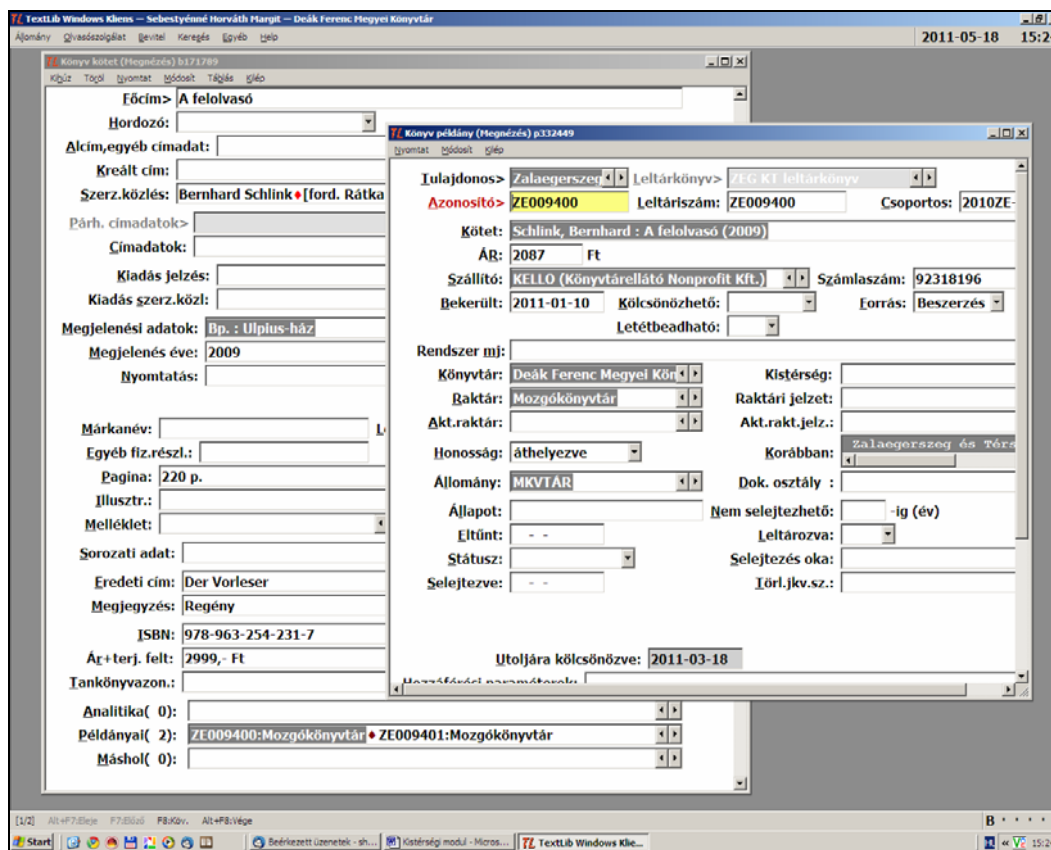 TextLib Windows Kliens — Sebestyénné Horváth Margit — Deák Ferenc Megyei Könyvtár
Állomány Olvasószolgálat Bevitel Keregés Egyéb Help 2011-05-18 15:2
Könyv kötet (Megnézés) b171789
Kihúz Töröl Nyomtat Módosít Táblás Kilép
Főcím> A felolvasó
Hordozó:
Alcím,egyéb címadat:
Kreált cím:
Szerz.közlés: Bernhard Schlink♦[ford. Rátka
Párh. címadatok>
Címadatok:
Kiadás jelzés:
Kiadás szerz.közl:
Megjelenési adatok: Bp. : Ulpius-ház
Megjelenés éve: 2009
Nyomtatás:
Márkanév:
Egyéb fiz.részl.:
Pagina: 220 p.
Illusztr.:
Melléklet:
Sorozati adat:
Eredeti cím: Der Vorleser
Megjegyzés: Regény
ISBN: 978-963-254-231-7
Ár+terj. felt: 2999,- Ft
Tankönyvazon.:
Analitika( 0):
Példányai( 2): ZE009400:Mozgókönyvtár♦ZE009401:Mozgókönyvtár
Máshol( 0):
Könyv példány (Megnézés) p332449
Nyomtat Módosít Kilép
Tulajdonos> Zalaegerszeg Leltárkönyv> ZEG KT leltárkönyv
Azonosító> ZE009400 Leltáriszám: ZE009400 Csoportos: 2010ZE-
Kötet: Schlink, Bernhard : A felolvasó (2009)
ÁR: 2087 Ft
Szállító: KELLO (Könyvtárellátó Nonprofit Kft.) Számlaszám: 92318196
Bekerült: 2011-01-10 Kölcsönözhető: Forrás: Beszerzés
Letétbeadható:
Rendszer mj:
Könyvtár: Deák Ferenc Megyei Kön Kistérség:
Raktár: Mozgókönyvtár Raktári jelzet:
Akt.raktár: Akt.rakt.jelz.:
Honosság: áthelyezve Korábban: Zalaegerszeg és Térs
Állomány: MKVTÁR Dok. osztály :
Állapot: Nem selejtezhető: -ig (év)
Eltűnt: - - Leltározva:
Státusz: Selejtezés oka:
Selejtezve: - - Törl.jkv.sz.:
Utoljára kölcsönözve: 2011-03-18
Hozzáférési paraméterek:
[1/2] Alt+F7:Eleje F7:Előző F8:Köv. Alt+F8:Vége B
Start Beérkezett üzenetek - sh... Kistérségi modul - Micros... TextLib Windows Klie... 15:2